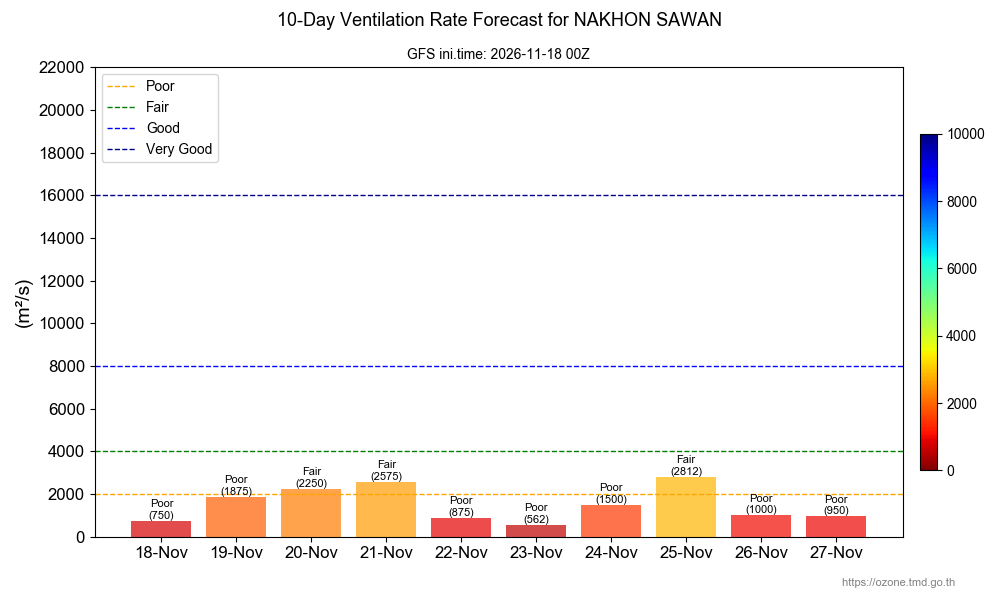 10-Day Ventilation Rate Forecast for NAKHON SAWAN
GFS ini.time: 2026-11-18 00Z
(m²/s)
22000
20000
18000
16000
14000
12000
10000
8000
6000
4000
2000
0
Poor
Fair
Good
Very Good
Poor
(750)
Poor
(1875)
Fair
(2250)
Fair
(2575)
Poor
(875)
Poor
(562)
Poor
(1500)
Fair
(2812)
Poor
(1000)
Poor
(950)
18-Nov 19-Nov 20-Nov 21-Nov 22-Nov 23-Nov 24-Nov 25-Nov 26-Nov 27-Nov
10000
8000
6000
4000
2000
0
https://ozone.tmd.go.th